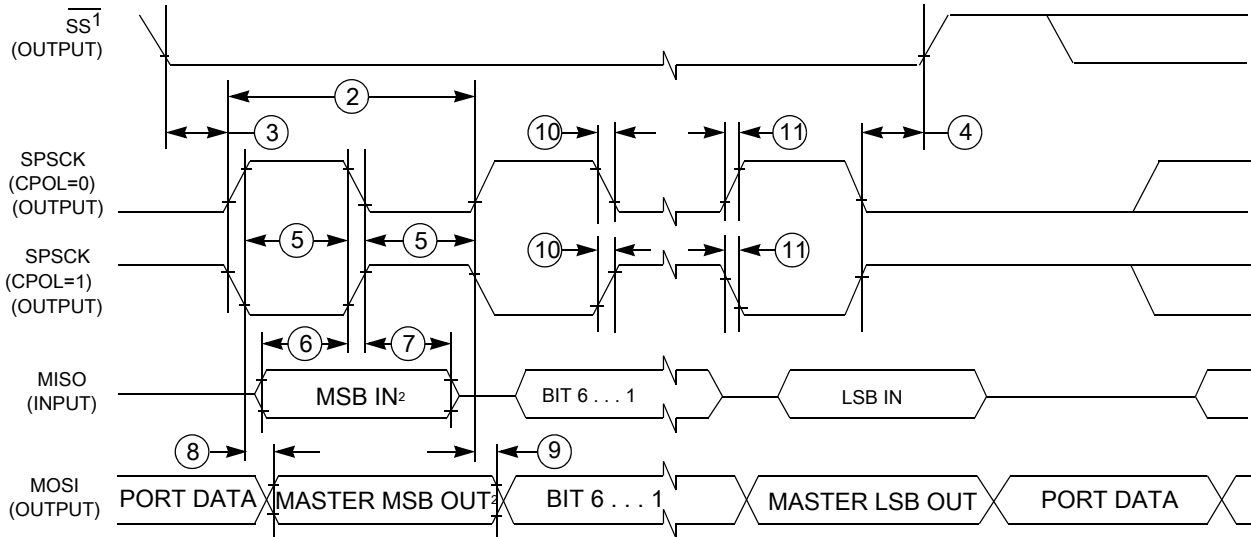 SS1
(OUTPUT)
2
3
10
11
4
SPSCK
(CPOL=0)
(OUTPUT)
5
5
SPSCK
(CPOL=1)
(OUTPUT)
10
11
6
7
MISO
(INPUT)
MSB IN2
BIT 6 . . . 1
LSB IN
8
9
MOSI
(OUTPUT)
PORT DATA
MASTER MSB OUT2
BIT 6 . . . 1
MASTER LSB OUT
PORT DATA